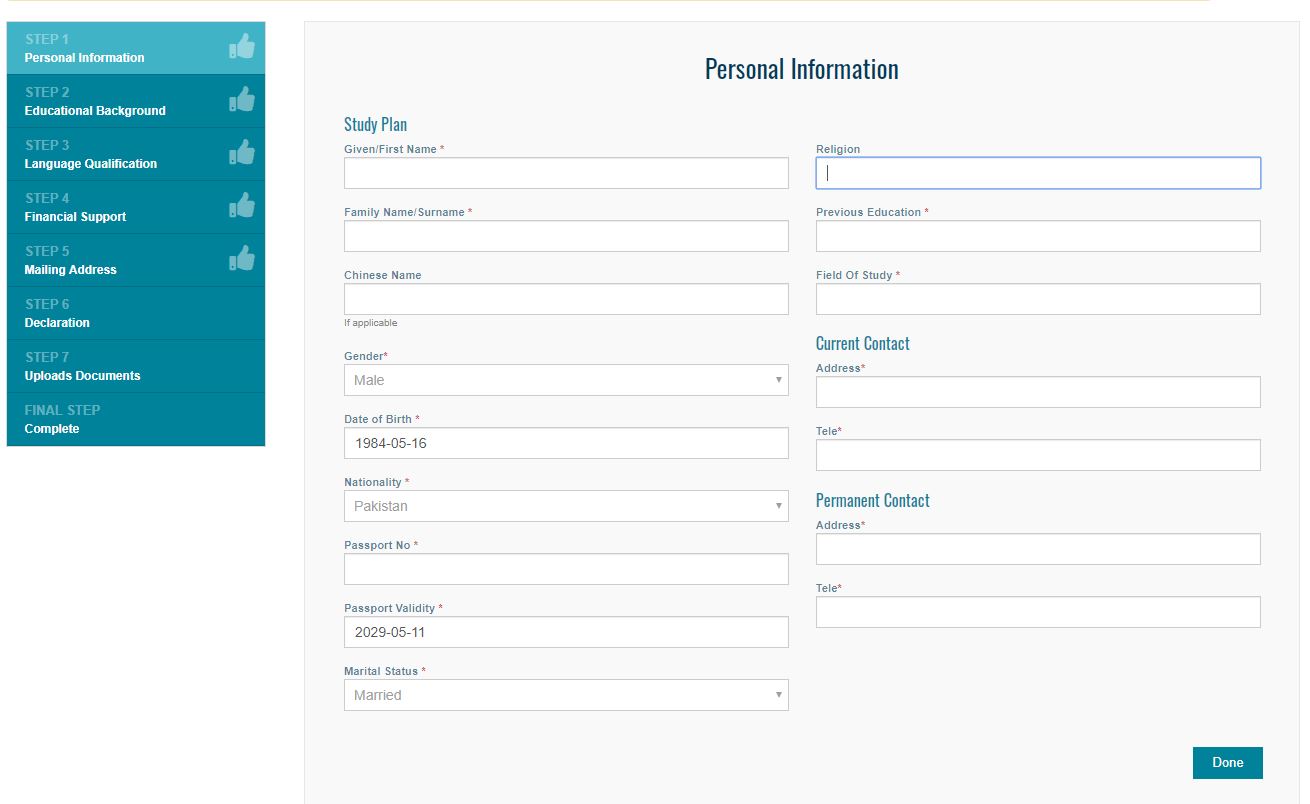 STEP 1
Personal Information
STEP 2
Educational Background
STEP 3
Language Qualification
STEP 4
Financial Support
STEP 5
Mailing Address
STEP 6
Declaration
STEP 7
Uploads Documents
FINAL STEP
Complete
Personal Information
Study Plan
Given/First Name *
Family Name/Surname *
Chinese Name
If applicable
Gender*
Male
Date of Birth *
1984-05-16
Nationality *
Pakistan
Passport No *
Passport Validity *
2029-05-11
Marital Status *
Married
Religion
Previous Education *
Field Of Study *
Current Contact
Address*
Tele*
Permanent Contact
Address*
Tele*
Done